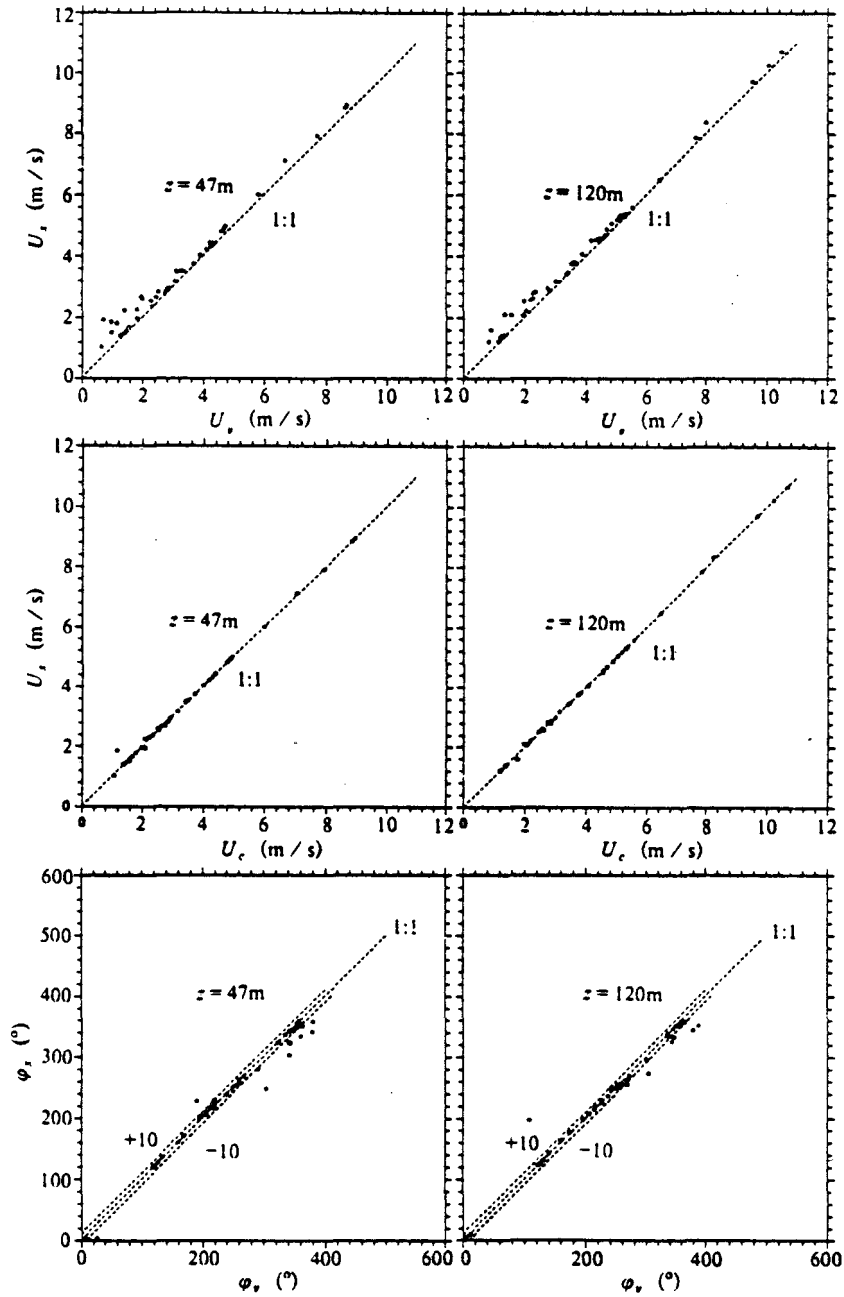 12
10
8
6
4
2
0
U_s (m / s)
z = 47m
1:1
0 2 4 6 8 10 12
U_v (m / s)
z = 120m
1:1
0 2 4 6 8 10 12
U_v (m / s)
12
10
8
6
4
2
0
U_s (m / s)
z = 47m
1:1
0 2 4 6 8 10 12
U_c (m / s)
z = 120m
1:1
0 2 4 6 8 10 12
U_c (m / s)
600
500
400
300
200
100
0
φ_s (°)
1:1
z = 47m
+10
−10
0 200 400 600
φ_v (°)
1:1
z = 120m
+10
−10
0 200 400 600
φ_v (°)